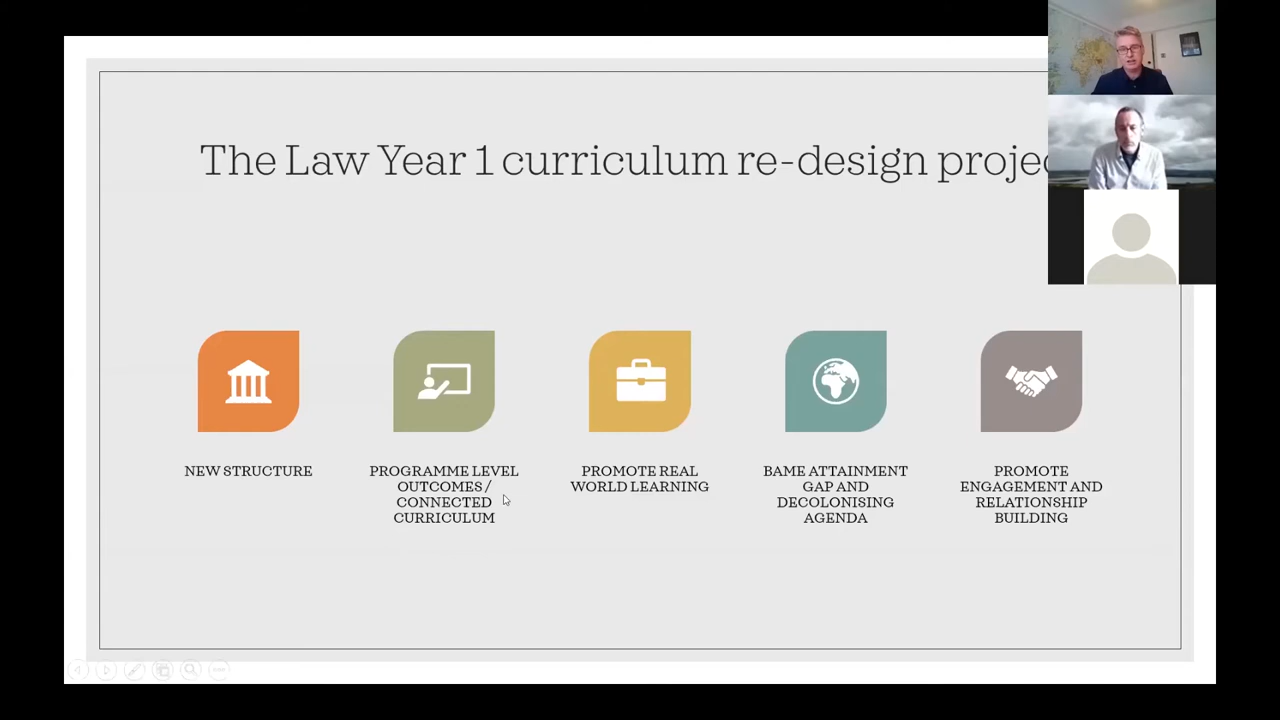 The Law Year 1 curriculum re-design projec
NEW STRUCTURE
PROGRAMME LEVEL
OUTCOMES /
CONNECTED
CURRICULUM
PROMOTE REAL
WORLD LEARNING
BAME ATTAINMENT
GAP AND
DECOLONISING
AGENDA
PROMOTE
ENGAGEMENT AND
RELATIONSHIP
BUILDING